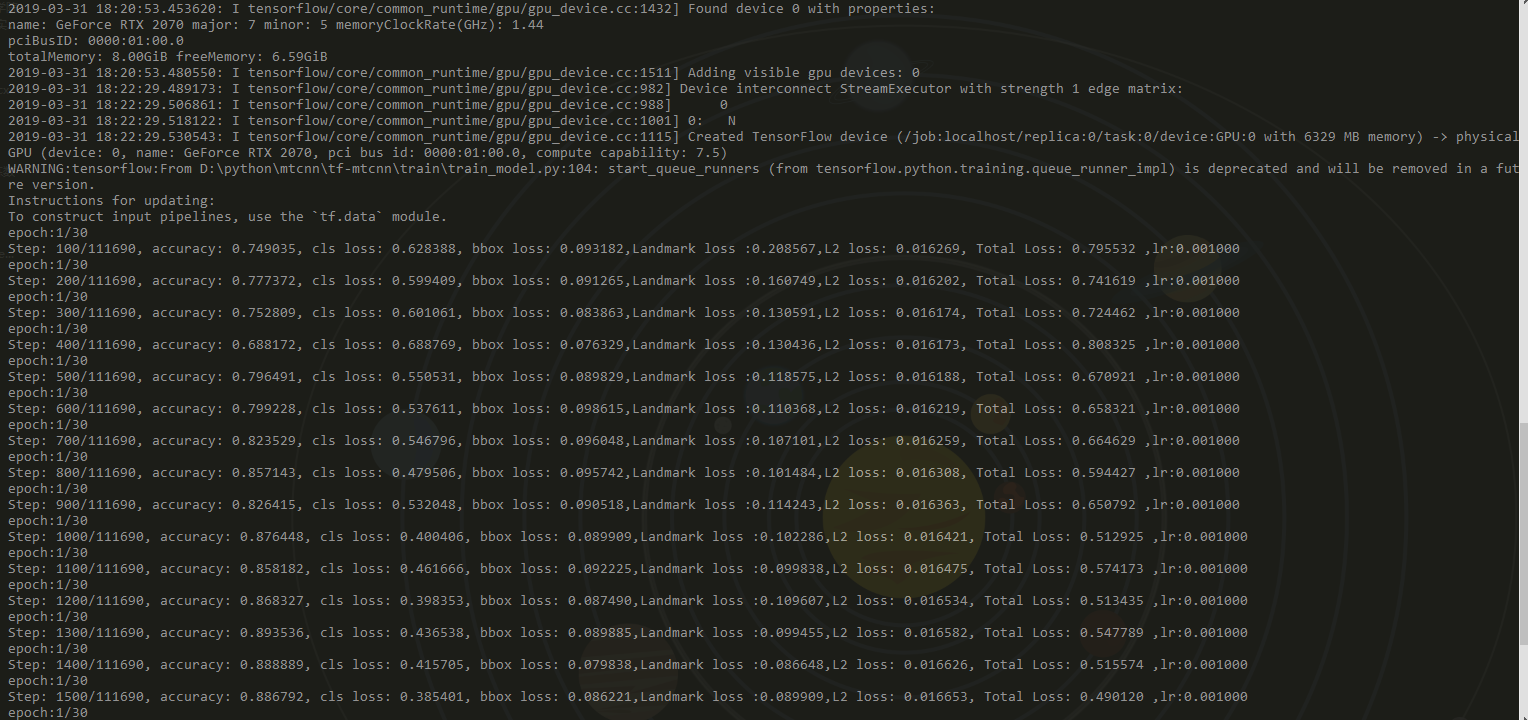 2019-03-31 18:20:53.453620: I tensorflow/core/common_runtime/gpu/gpu_device.cc:1432] Found device 0 with properties:
name: GeForce RTX 2070 major: 7 minor: 5 memoryClockRate(GHz): 1.44
pciBusID: 0000:01:00.0
totalMemory: 8.00GiB freeMemory: 6.59GiB
2019-03-31 18:20:53.480550: I tensorflow/core/common_runtime/gpu/gpu_device.cc:1511] Adding visible gpu devices: 0
2019-03-31 18:22:29.489173: I tensorflow/core/common_runtime/gpu/gpu_device.cc:982] Device interconnect StreamExecutor with strength 1 edge matrix:
2019-03-31 18:22:29.506861: I tensorflow/core/common_runtime/gpu/gpu_device.cc:988]      0
2019-03-31 18:22:29.518122: I tensorflow/core/common_runtime/gpu/gpu_device.cc:1001] 0:   N
2019-03-31 18:22:29.530543: I tensorflow/core/common_runtime/gpu/gpu_device.cc:1115] Created TensorFlow device (/job:localhost/replica:0/task:0/device:GPU:0 with 6329 MB memory) -> physical
GPU (device: 0, name: GeForce RTX 2070, pci bus id: 0000:01:00.0, compute capability: 7.5)
WARNING:tensorflow:From D:\python\mtcnn\tf-mtcnn\train\train_model.py:104: start_queue_runners (from tensorflow.python.training.queue_runner_impl) is deprecated and will be removed in a fut
re version.
Instructions for updating:
To construct input pipelines, use the `tf.data` module.
epoch:1/30
Step: 100/111690, accuracy: 0.749035, cls loss: 0.628388, bbox loss: 0.093182,Landmark loss :0.208567,L2 loss: 0.016269, Total Loss: 0.795532 ,lr:0.001000
epoch:1/30
Step: 200/111690, accuracy: 0.777372, cls loss: 0.599409, bbox loss: 0.091265,Landmark loss :0.160749,L2 loss: 0.016202, Total Loss: 0.741619 ,lr:0.001000
epoch:1/30
Step: 300/111690, accuracy: 0.752809, cls loss: 0.601061, bbox loss: 0.083863,Landmark loss :0.130591,L2 loss: 0.016174, Total Loss: 0.724462 ,lr:0.001000
epoch:1/30
Step: 400/111690, accuracy: 0.688172, cls loss: 0.688769, bbox loss: 0.076329,Landmark loss :0.130436,L2 loss: 0.016173, Total Loss: 0.808325 ,lr:0.001000
epoch:1/30
Step: 500/111690, accuracy: 0.796491, cls loss: 0.550531, bbox loss: 0.089829,Landmark loss :0.118575,L2 loss: 0.016188, Total Loss: 0.670921 ,lr:0.001000
epoch:1/30
Step: 600/111690, accuracy: 0.799228, cls loss: 0.537611, bbox loss: 0.098615,Landmark loss :0.110368,L2 loss: 0.016219, Total Loss: 0.658321 ,lr:0.001000
epoch:1/30
Step: 700/111690, accuracy: 0.823529, cls loss: 0.546796, bbox loss: 0.096048,Landmark loss :0.107101,L2 loss: 0.016259, Total Loss: 0.664629 ,lr:0.001000
epoch:1/30
Step: 800/111690, accuracy: 0.857143, cls loss: 0.479506, bbox loss: 0.095742,Landmark loss :0.101484,L2 loss: 0.016308, Total Loss: 0.594427 ,lr:0.001000
epoch:1/30
Step: 900/111690, accuracy: 0.826415, cls loss: 0.532048, bbox loss: 0.090518,Landmark loss :0.114243,L2 loss: 0.016363, Total Loss: 0.650792 ,lr:0.001000
epoch:1/30
Step: 1000/111690, accuracy: 0.876448, cls loss: 0.400406, bbox loss: 0.089909,Landmark loss :0.102286,L2 loss: 0.016421, Total Loss: 0.512925 ,lr:0.001000
epoch:1/30
Step: 1100/111690, accuracy: 0.858182, cls loss: 0.461666, bbox loss: 0.092225,Landmark loss :0.099838,L2 loss: 0.016475, Total Loss: 0.574173 ,lr:0.001000
epoch:1/30
Step: 1200/111690, accuracy: 0.868327, cls loss: 0.398353, bbox loss: 0.087490,Landmark loss :0.109607,L2 loss: 0.016534, Total Loss: 0.513435 ,lr:0.001000
epoch:1/30
Step: 1300/111690, accuracy: 0.893536, cls loss: 0.436538, bbox loss: 0.089885,Landmark loss :0.099455,L2 loss: 0.016582, Total Loss: 0.547789 ,lr:0.001000
epoch:1/30
Step: 1400/111690, accuracy: 0.888889, cls loss: 0.415705, bbox loss: 0.079838,Landmark loss :0.086648,L2 loss: 0.016626, Total Loss: 0.515574 ,lr:0.001000
epoch:1/30
Step: 1500/111690, accuracy: 0.886792, cls loss: 0.385401, bbox loss: 0.086221,Landmark loss :0.089909,L2 loss: 0.016653, Total Loss: 0.490120 ,lr:0.001000
epoch:1/30